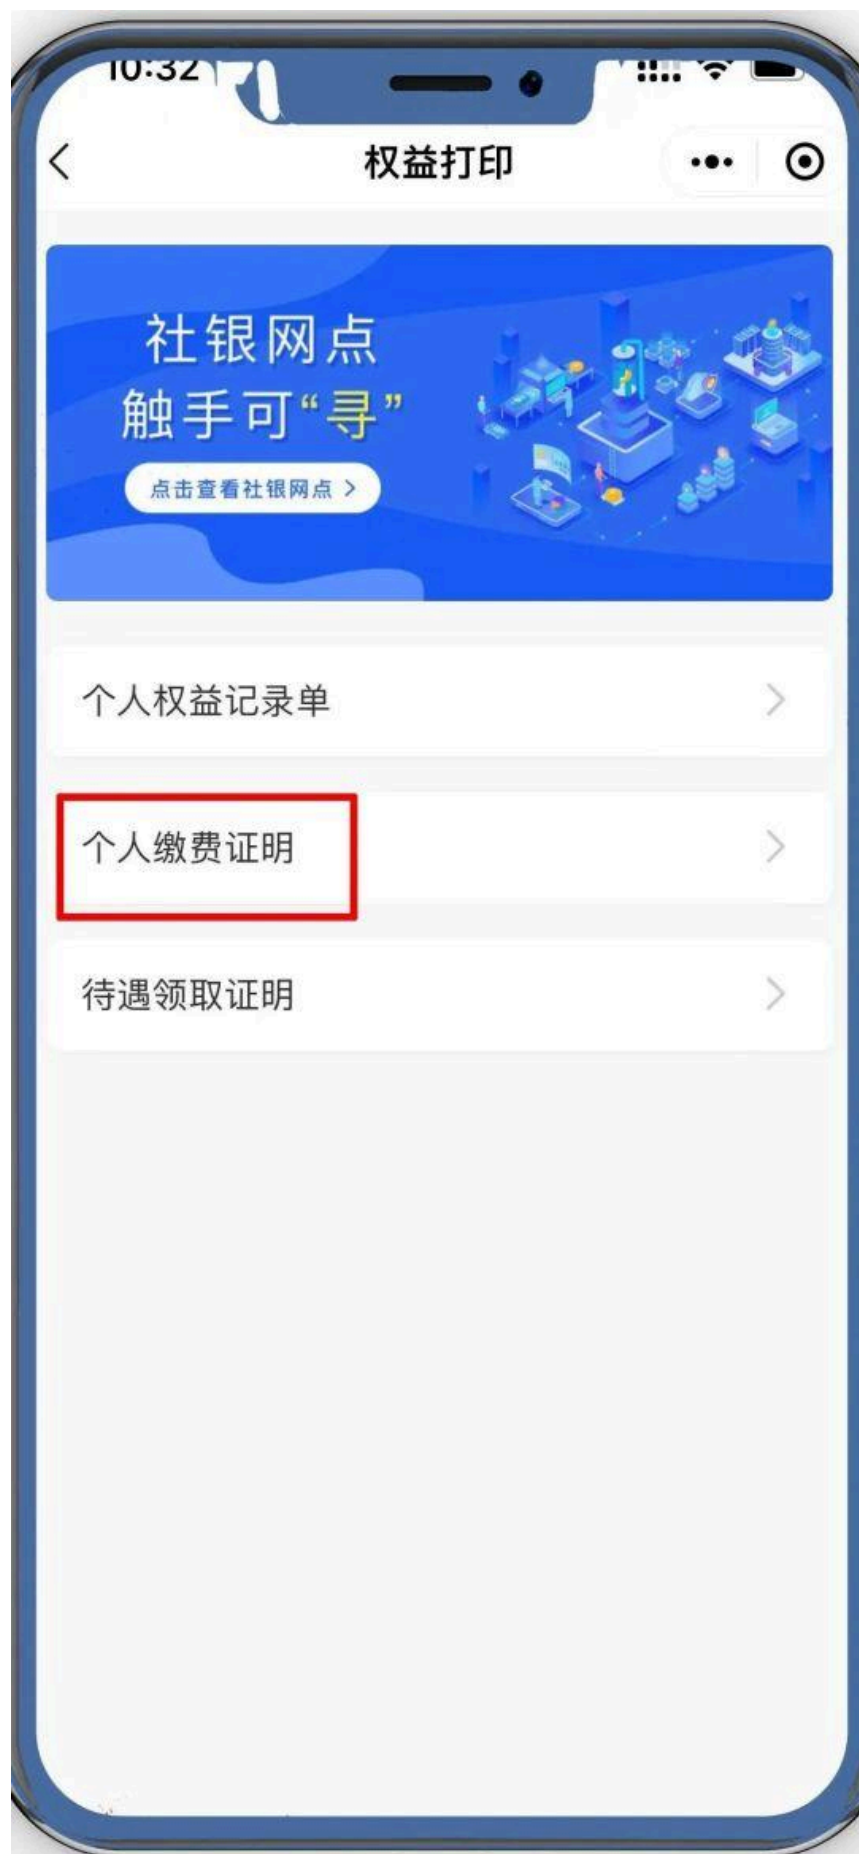 10:32
权益打印
社银网点
触手可“寻”
点击查看社银网点 >
个人权益记录单
个人缴费证明
待遇领取证明